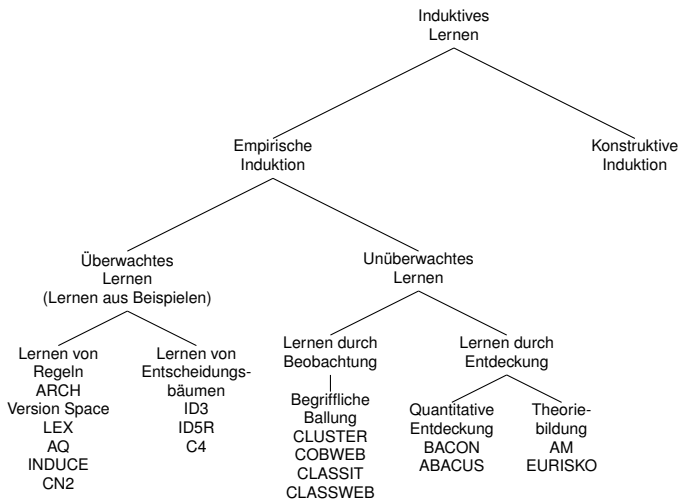 Induktives
Lernen
Empirische
Induktion
Konstruktive
Induktion
Überwachtes
Lernen
(Lernen aus Beispielen)
Unüberwachtes
Lernen
Lernen von
Regeln
ARCH
Version Space
LEX
AQ
INDUCE
CN2
Lernen von
Entscheidungs-
bäumen
ID3
ID5R
C4
Lernen durch
Beobachtung
Begriffliche
Ballung
CLUSTER
COBWEB
CLASSIT
CLASSWEB
Lernen durch
Entdeckung
Quantitative
Entdeckung
BACON
ABACUS
Theorie-
bildung
AM
EURISKO